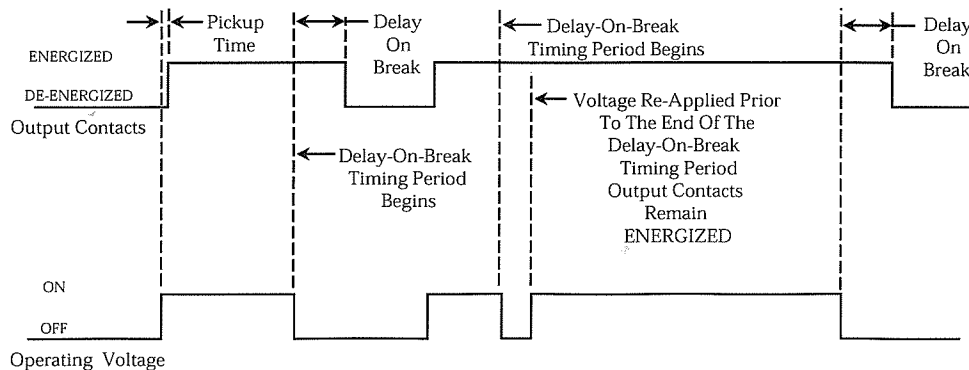 Pickup
Time
Delay
On
Break
Delay-On-Break
Timing Period Begins
Delay
On
Break
ENERGIZED
DE-ENERGIZED
Output Contacts
Delay-On-Break
Timing Period
Begins
Voltage Re-Applied Prior
To The End Of The
Delay-On-Break
Timing Period
Output Contacts
Remain
ENERGIZED
ON
OFF
Operating Voltage